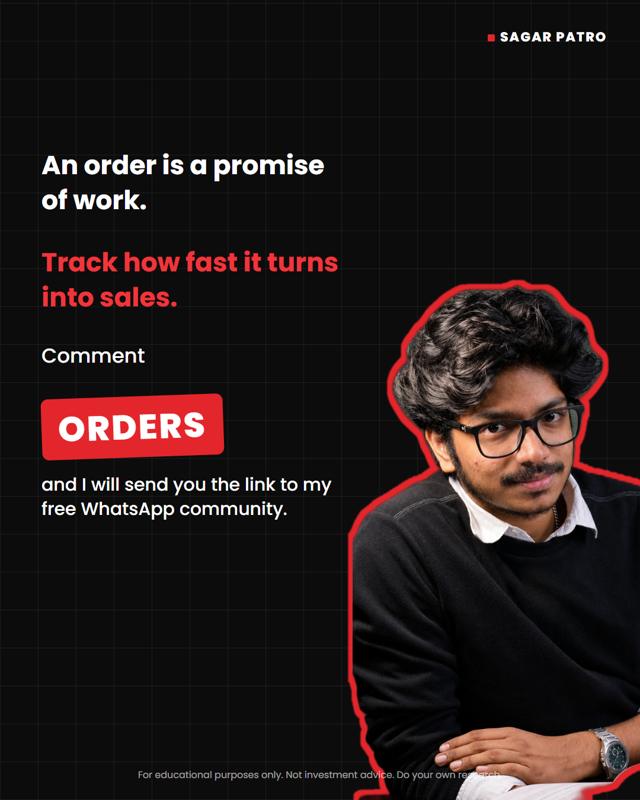 SAGAR PATRO
An order is a promise
of work.
Track how fast it turns
into sales.
Comment
ORDERS
and I will send you the link to my
free WhatsApp community.
For educational purposes only. Not investment advice. Do your own research.